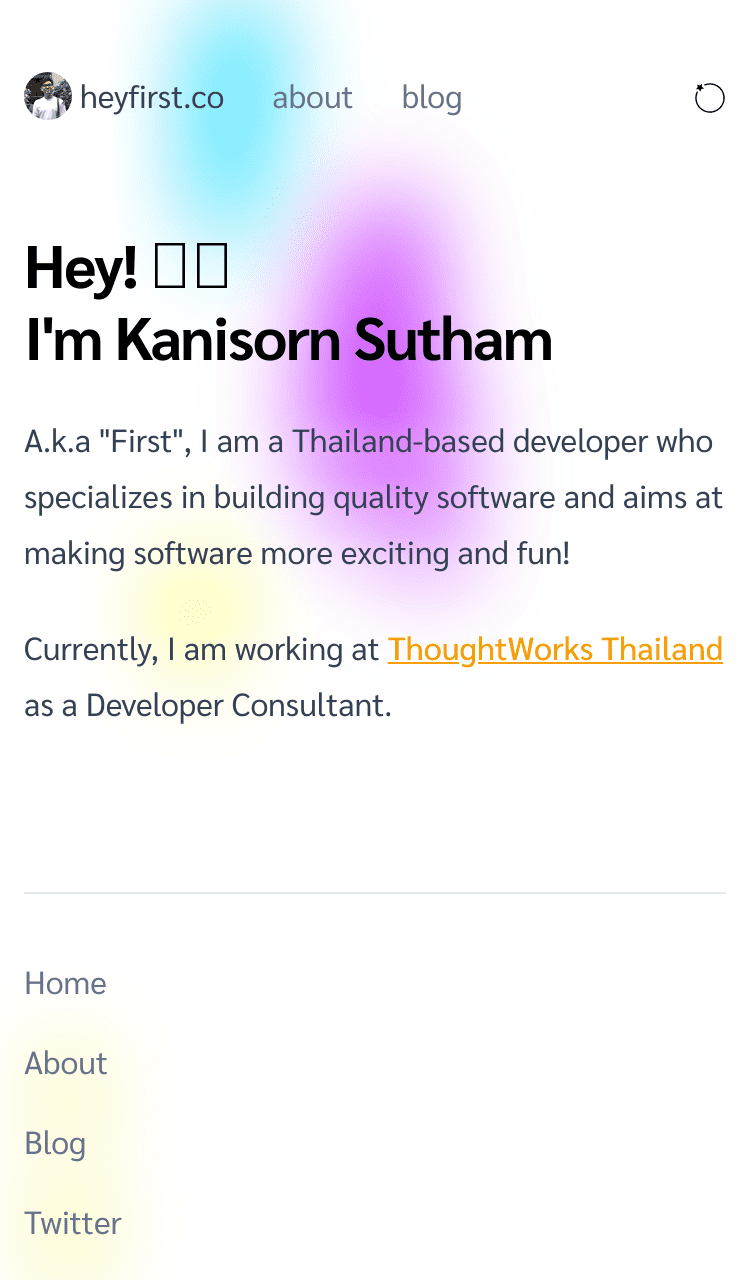 heyfirst.co about blog
Hey!
I'm Kanisorn Sutham
A.k.a "First", I am a Thailand-based developer who
specializes in building quality software and aims at
making software more exciting and fun!
Currently, I am working at ThoughtWorks Thailand
as a Developer Consultant.
Home
About
Blog
Twitter